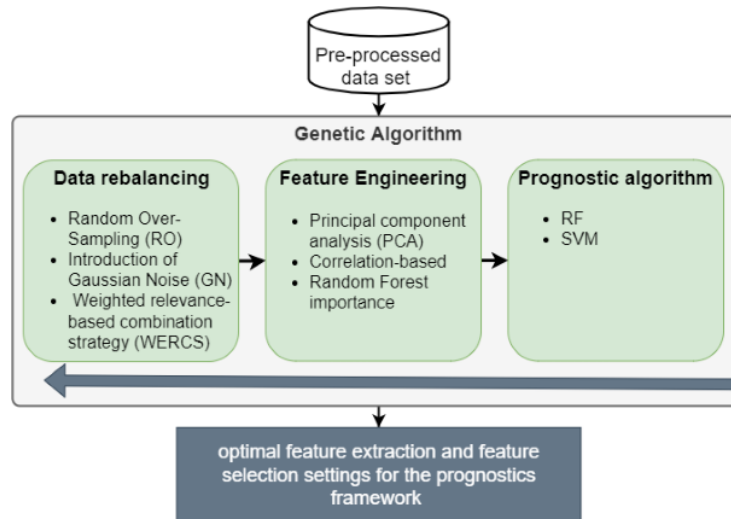 Pre-processed
data set
Genetic Algorithm
Data rebalancing
• Random Over-
Sampling (RO)
• Introduction of
Gaussian Noise (GN)
• Weighted relevance-
based combination
strategy (WERCS)
Feature Engineering
• Principal component
analysis (PCA)
• Correlation-based
• Random Forest
importance
Prognostic algorithm
• RF
• SVM
optimal feature extraction and feature
selection settings for the prognostics
framework